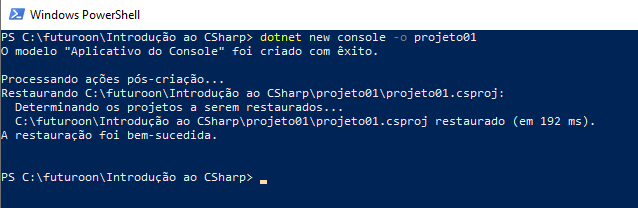 Windows PowerShell
PS C:\futuroon\Introdução ao CSharp> dotnet new console -o projeto01
O modelo "Aplicativo do Console" foi criado com êxito.
Processando ações pós-criação...
Restaurando C:\futuroon\Introdução ao CSharp\projeto01\projeto01.csproj:
Determinando os projetos a serem restaurados...
C:\futuroon\Introdução ao CSharp\projeto01\projeto01.csproj restaurado (em 192 ms).
A restauração foi bem-sucedida.
PS C:\futuroon\Introdução ao CSharp>